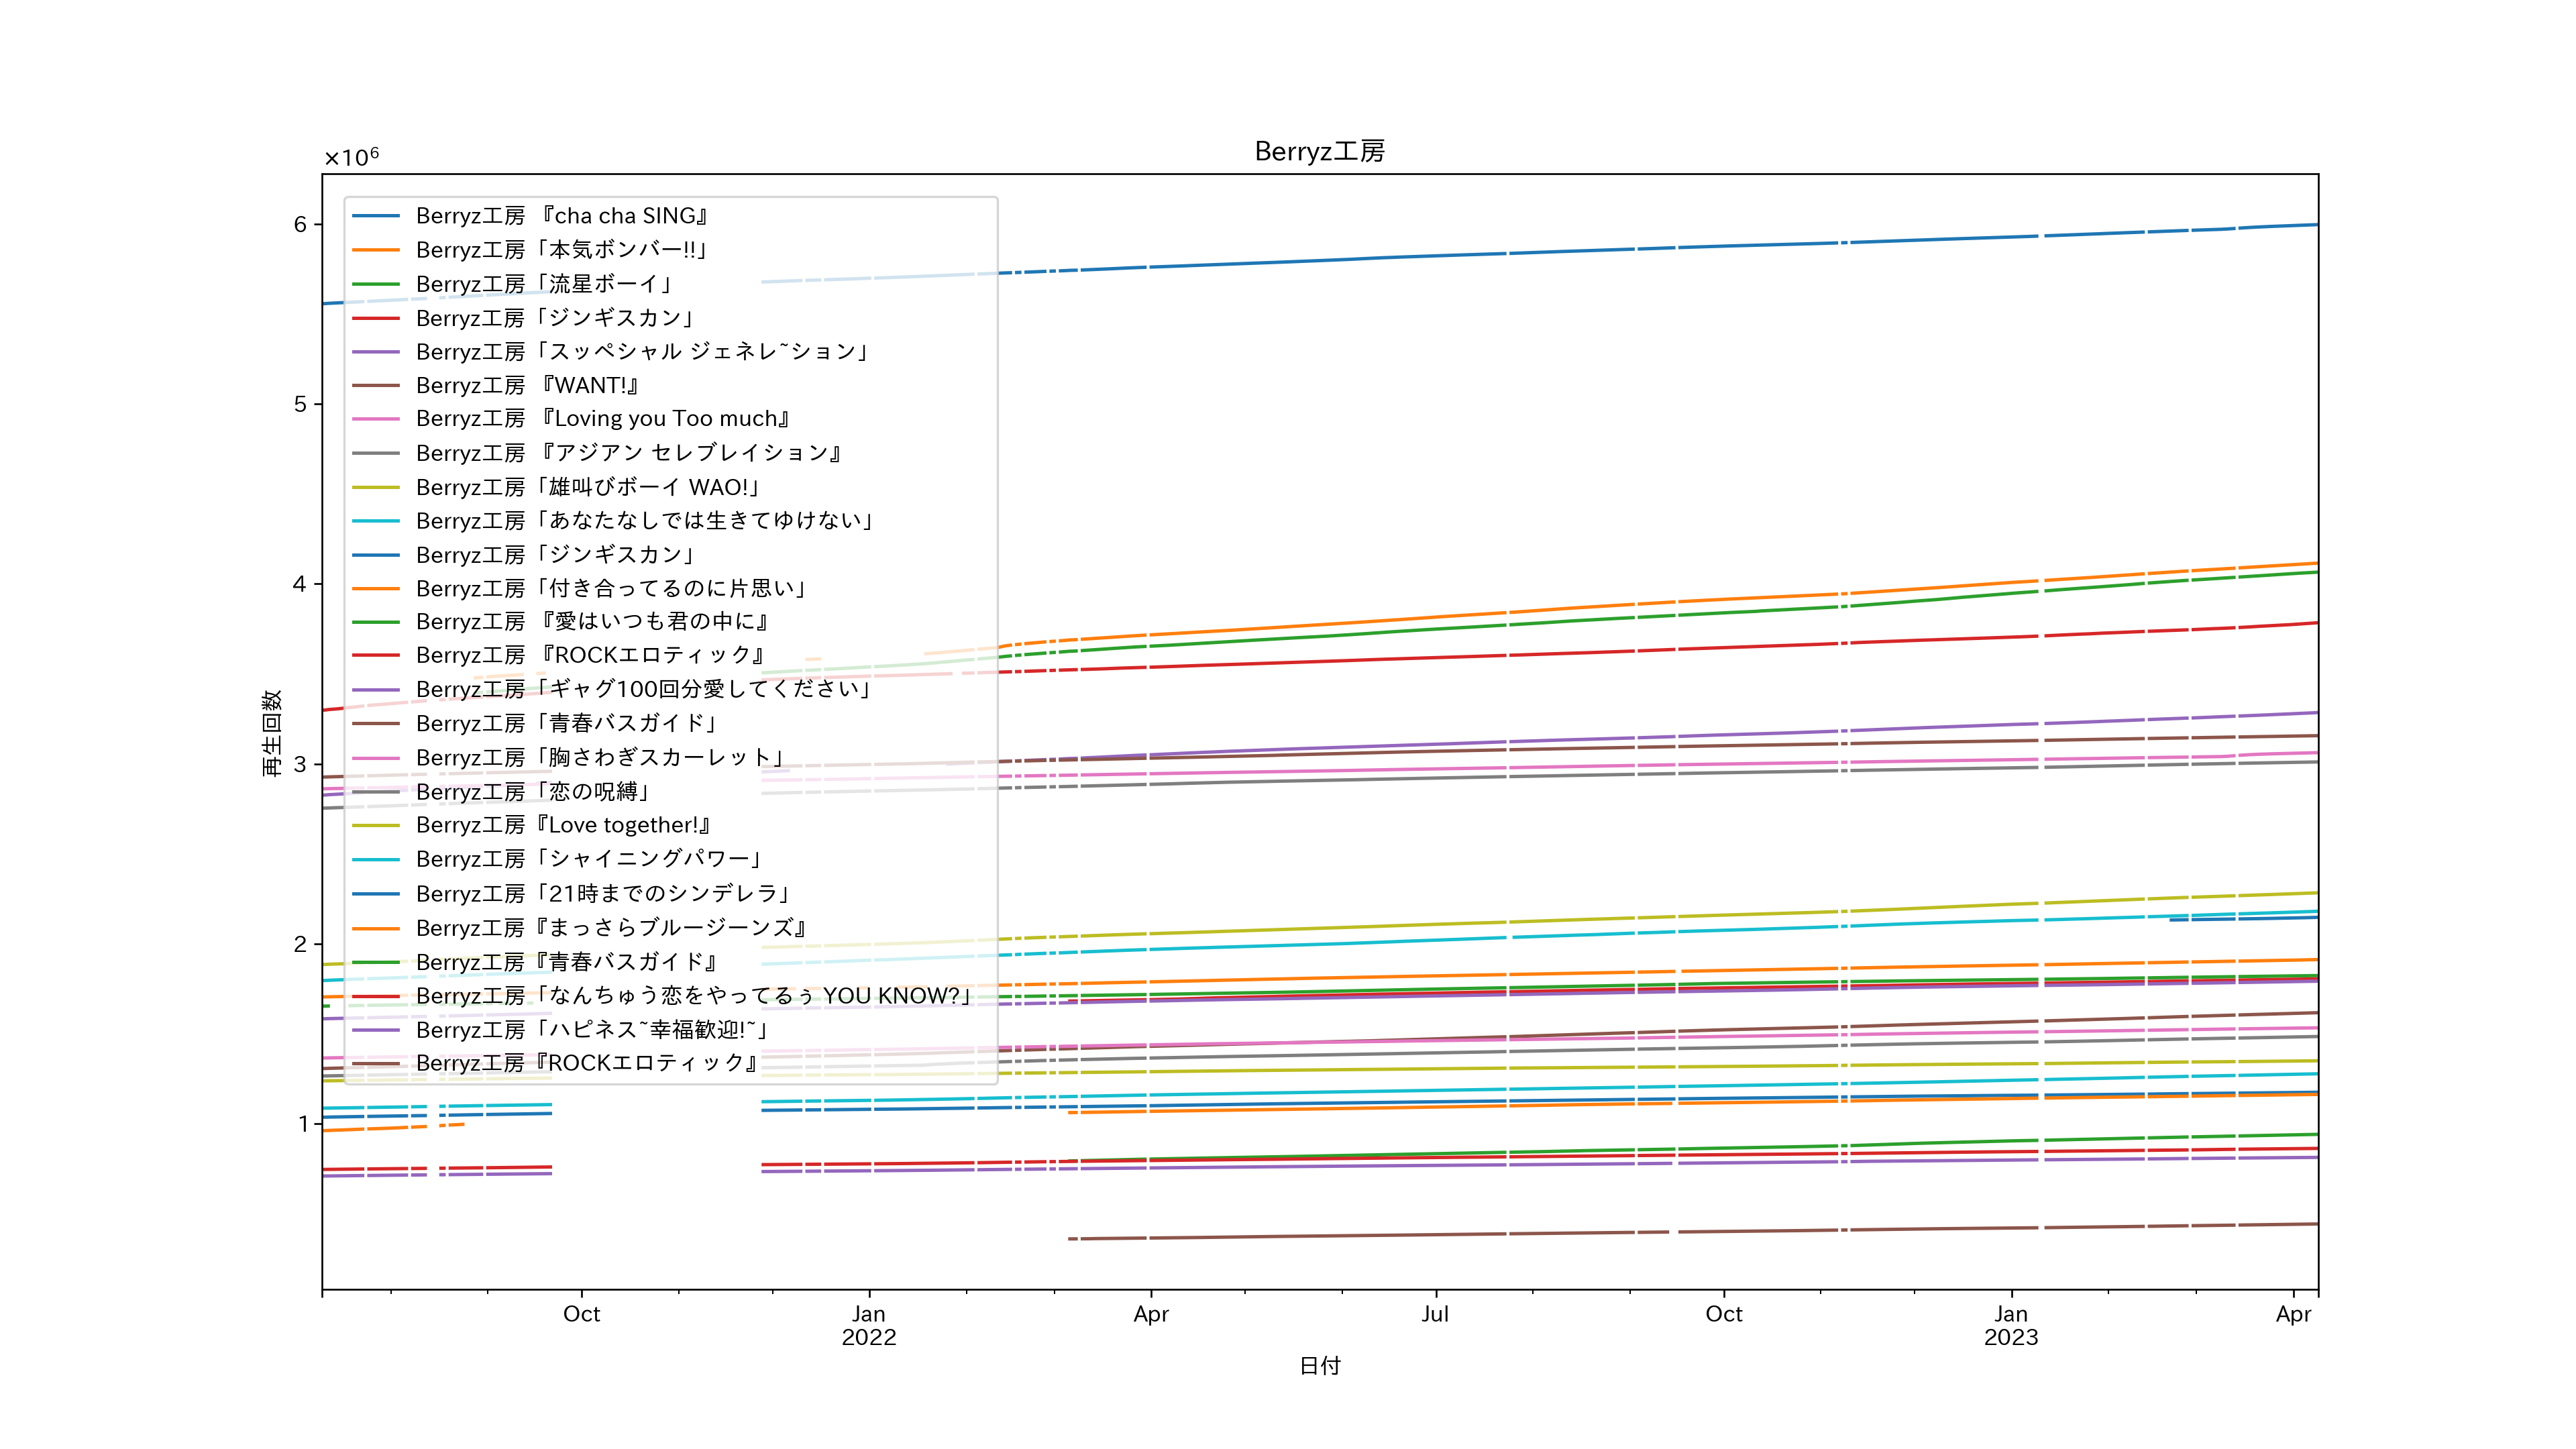 Berryz工房
×10⁶
6
5
4
3
2
1
再生回数
Berryz工房 『cha cha SING』
Berryz工房「本気ボンバー!!」
Berryz工房「流星ボーイ」
Berryz工房「ジンギスカン」
Berryz工房「スッペシャル ジェネレ~ション」
Berryz工房 『WANT!』
Berryz工房 『Loving you Too much』
Berryz工房 『アジアン セレブレイション』
Berryz工房「雄叫びボーイ WAO!」
Berryz工房「あなたなしでは生きてゆけない」
Berryz工房「ジンギスカン」
Berryz工房「付き合ってるのに片思い」
Berryz工房 『愛はいつも君の中に』
Berryz工房 『ROCKエロティック』
Berryz工房「ギャグ100回分愛してください」
Berryz工房「青春バスガイド」
Berryz工房「胸さわぎスカーレット」
Berryz工房「恋の呪縛」
Berryz工房『Love together!』
Berryz工房「シャイニングパワー」
Berryz工房「21時までのシンデレラ」
Berryz工房『まっさらブルージーンズ』
Berryz工房『青春バスガイド』
Berryz工房「なんちゅう恋をやってるぅ YOU KNOW?」
Berryz工房「ハピネス~幸福歓迎!~」
Berryz工房『ROCKエロティック』
Oct Jan Apr Jul Oct Jan Apr
2022 2023
日付